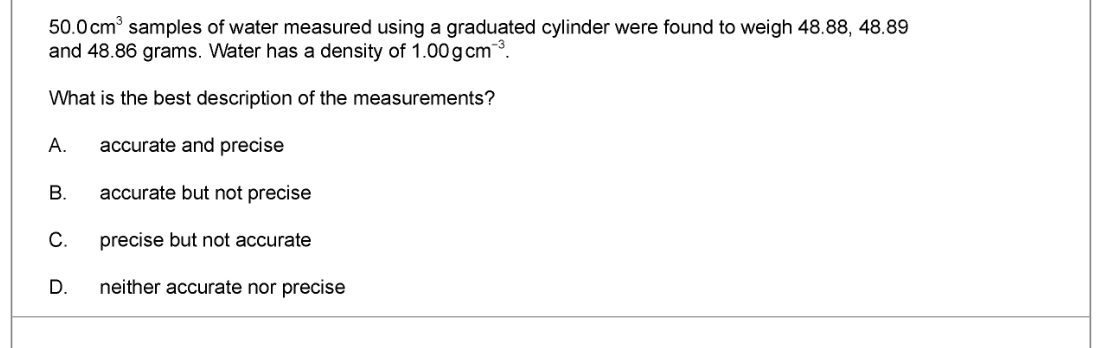 50.0 cm³ samples of water measured using a graduated cylinder were found to weigh 48.88, 48.89
and 48.86 grams. Water has a density of 1.00 g cm⁻³.
What is the best description of the measurements?
A. accurate and precise
B. accurate but not precise
C. precise but not accurate
D. neither accurate nor precise